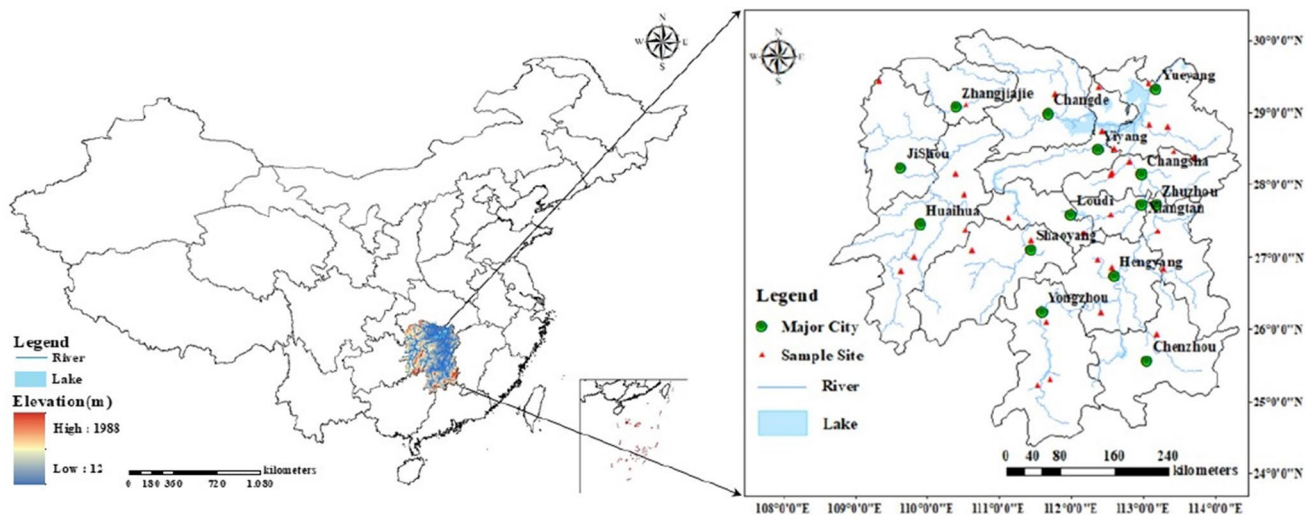 N
W E
S
Legend
River
Lake
Elevation(m)
High : 1988
Low : 12
kilometers
0 180 360 720 1,080
N
W E
S
30°0'0"N
29°0'0"N
28°0'0"N
27°0'0"N
26°0'0"N
25°0'0"N
24°0'0"N
Yueyang
Zhangjiajie
Changde
Yiyang
JiShou
Changsha
Zhuzhou
Loudi
Xiangtan
Huaihua
Shaoyang
Hengyang
Yongzhou
Chenzhou
Legend
Major City
Sample Site
River
Lake
0 40 80 160 240
kilometers
108°0'0"E 109°0'0"E 110°0'0"E 111°0'0"E 112°0'0"E 113°0'0"E 114°0'0"E